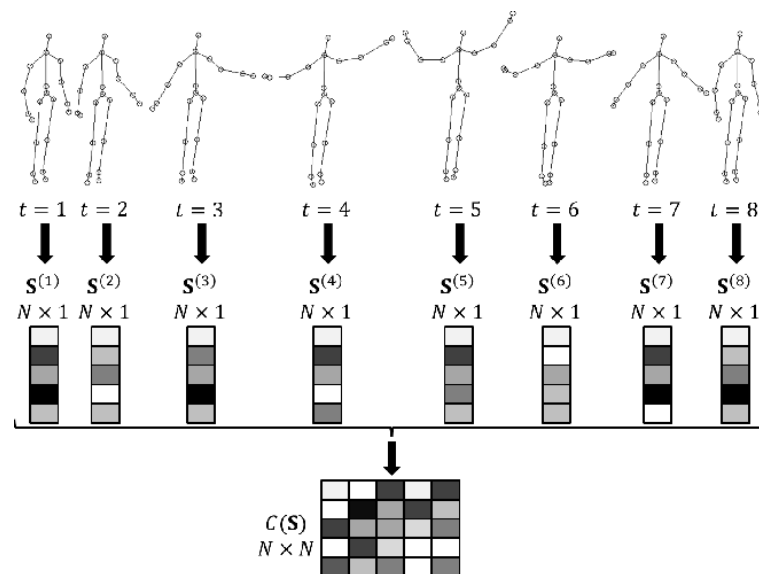 t = 1 t = 2 t = 3 t = 4 t = 5 t = 6 t = 7 t = 8
S⁽¹⁾ S⁽²⁾ S⁽³⁾ S⁽⁴⁾ S⁽⁵⁾ S⁽⁶⁾ S⁽⁷⁾ S⁽⁸⁾
N × 1 N × 1 N × 1 N × 1 N × 1 N × 1 N × 1 N × 1
C(S)
N × N